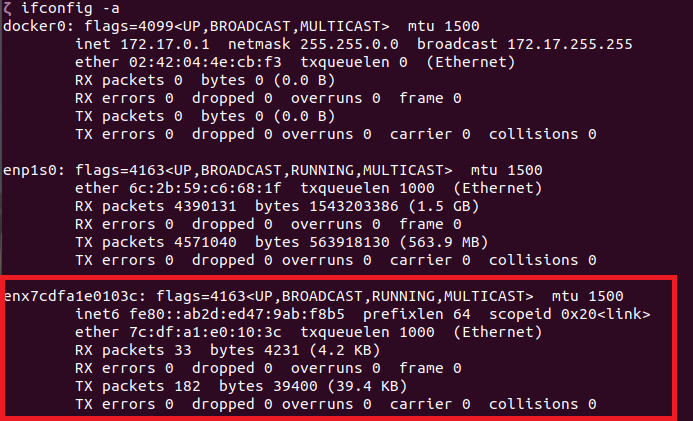 ζ ifconfig -a
docker0: flags=4099<UP,BROADCAST,MULTICAST>  mtu 1500
        inet 172.17.0.1  netmask 255.255.0.0  broadcast 172.17.255.255
        ether 02:42:04:4e:cb:f3  txqueuelen 0  (Ethernet)
        RX packets 0  bytes 0 (0.0 B)
        RX errors 0  dropped 0  overruns 0  frame 0
        TX packets 0  bytes 0 (0.0 B)
        TX errors 0  dropped 0 overruns 0  carrier 0  collisions 0

enp1s0: flags=4163<UP,BROADCAST,RUNNING,MULTICAST>  mtu 1500
        ether 6c:2b:59:c6:68:1f  txqueuelen 1000  (Ethernet)
        RX packets 4390131  bytes 1543203386 (1.5 GB)
        RX errors 0  dropped 0  overruns 0  frame 0
        TX packets 4571040  bytes 563918130 (563.9 MB)
        TX errors 0  dropped 0 overruns 0  carrier 0  collisions 0

enx7cdfa1e0103c: flags=4163<UP,BROADCAST,RUNNING,MULTICAST>  mtu 1500
        inet6 fe80::ab2d:ed47:9ab:f8b5  prefixlen 64  scopeid 0x20<link>
        ether 7c:df:a1:e0:10:3c  txqueuelen 1000  (Ethernet)
        RX packets 33  bytes 4231 (4.2 KB)
        RX errors 0  dropped 0  overruns 0  frame 0
        TX packets 182  bytes 39400 (39.4 KB)
        TX errors 0  dropped 0 overruns 0  carrier 0  collisions 0